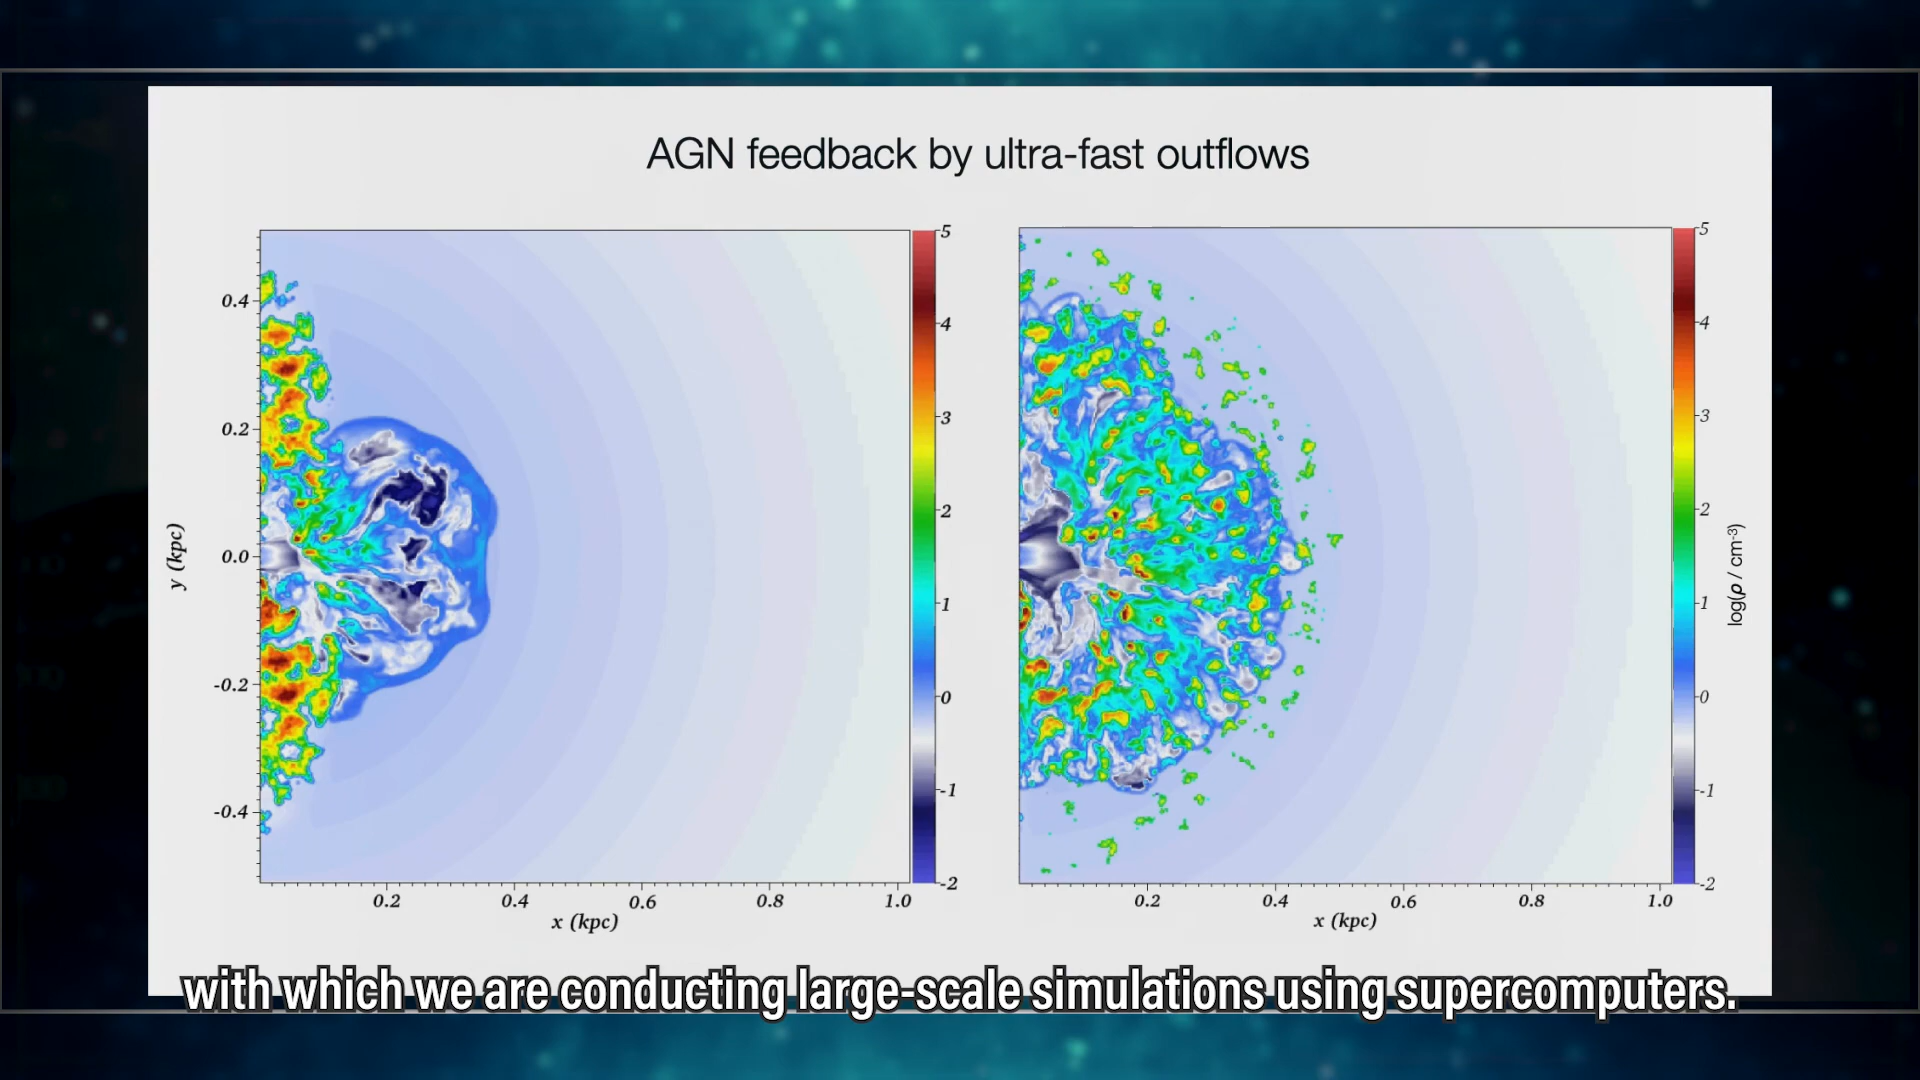 AGN feedback by ultra-fast outflows
0.4
0.2
0.0
-0.2
-0.4
y (kpc)
0.2 0.4 0.6 0.8 1.0
x (kpc)
5
4
3
2
1
0
-1
-2
0.2 0.4 0.6 0.8 1.0
x (kpc)
5
4
3
2
1
0
-1
-2
log(ρ / cm⁻³)
with which we are conducting large-scale simulations using supercomputers.